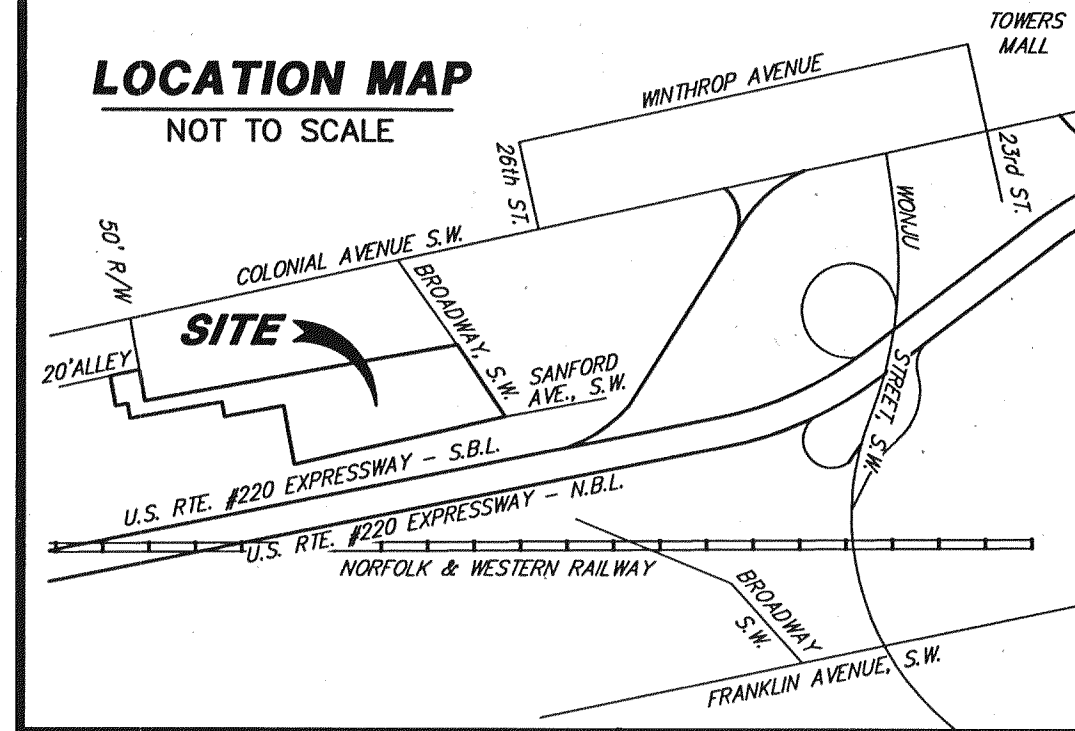 TOWERS
MALL
LOCATION MAP
NOT TO SCALE
WINTHROP AVENUE
26th ST.
23rd ST.
WONJU
STREET, S.W.
50' R/W
COLONIAL AVENUE S.W.
BROADWAY, S.W.
SITE
20' ALLEY
SANFORD
AVE., S.W.
U.S. RTE. #220 EXPRESSWAY – S.B.L.
U.S. RTE. #220 EXPRESSWAY – N.B.L.
NORFOLK & WESTERN RAILWAY
BROADWAY
S.W.
FRANKLIN AVENUE, S.W.